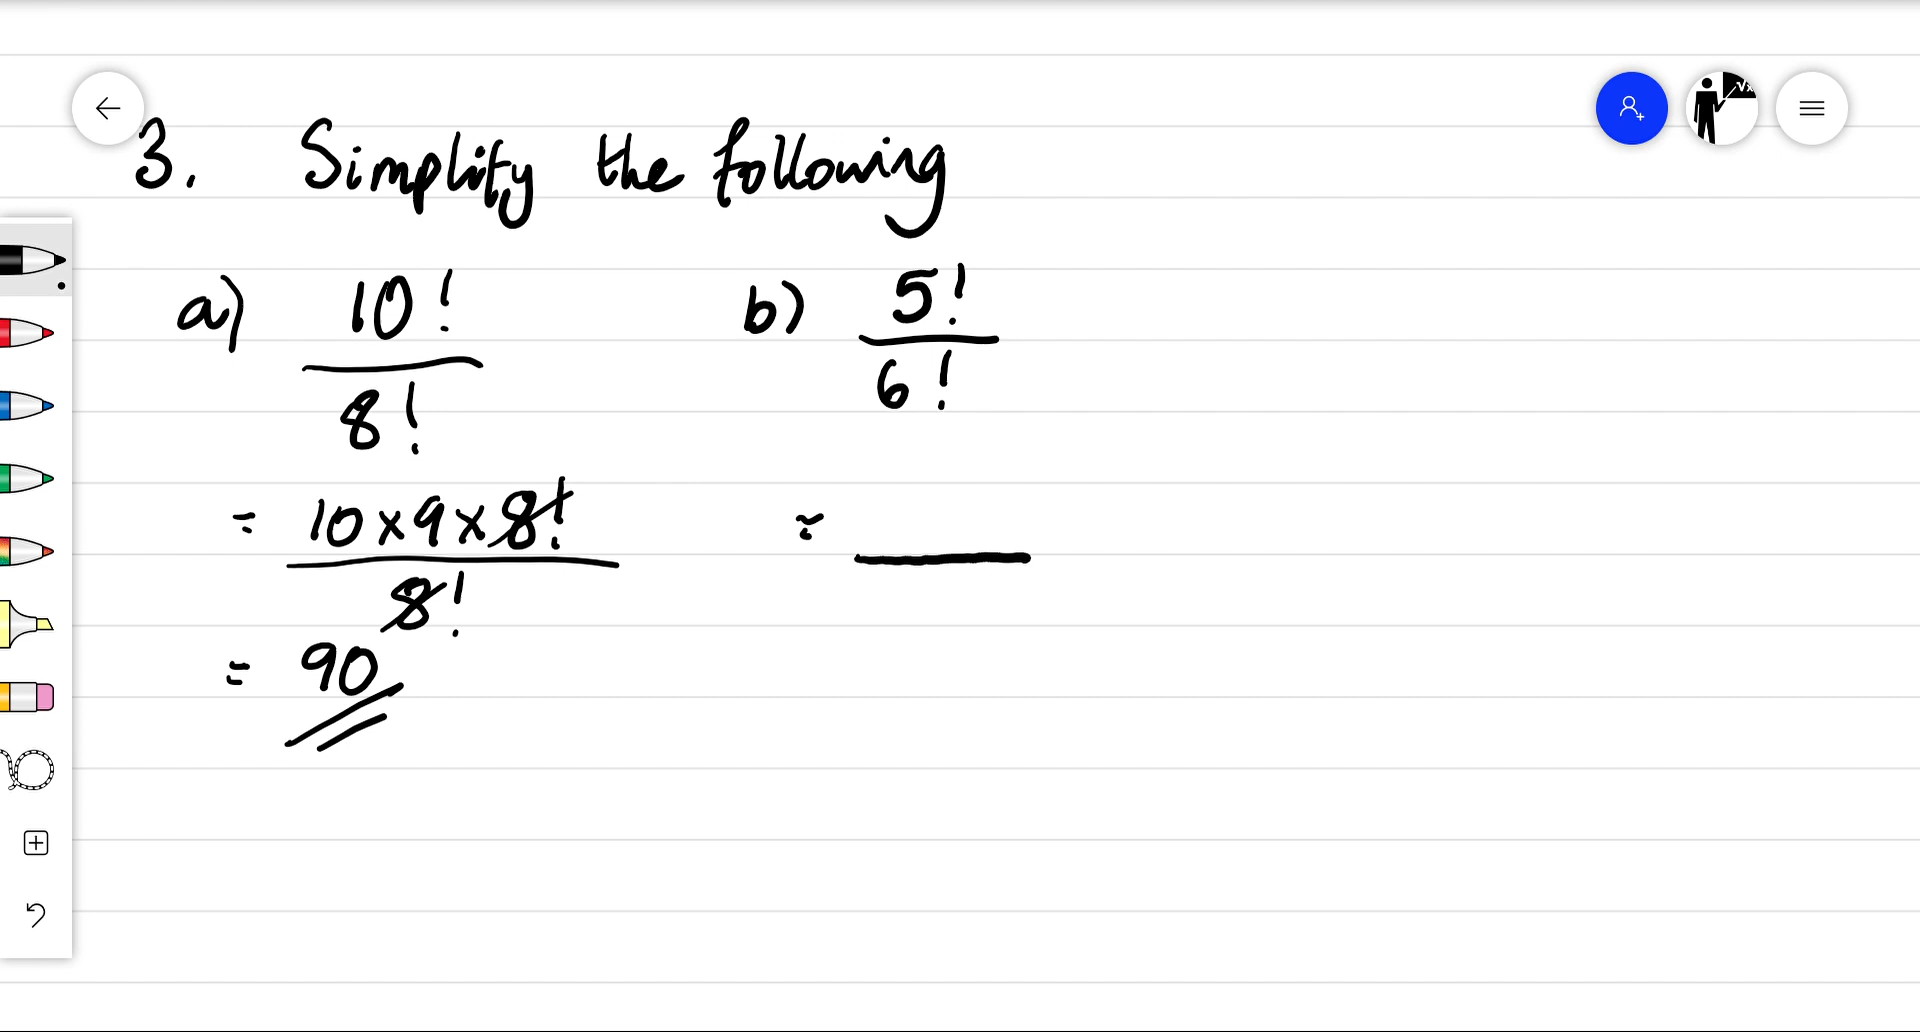 3. Simplify the following
a) 10!/8! b) 5!/6!
= 10×9×8!/8! =
= 90